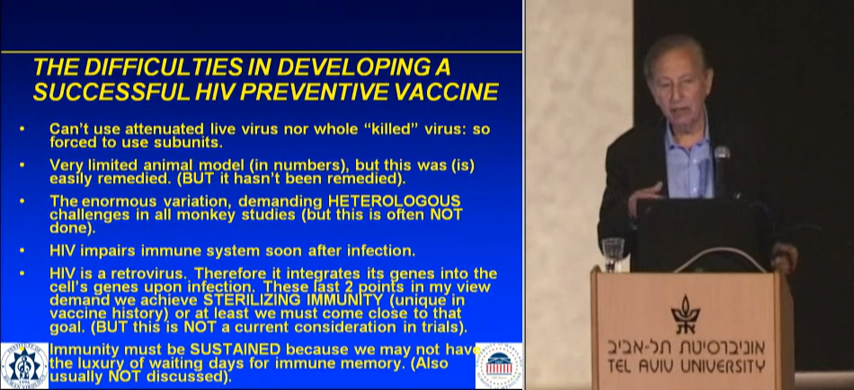 THE DIFFICULTIES IN DEVELOPING A
SUCCESSFUL HIV PREVENTIVE VACCINE
• Can't use attenuated live virus nor whole “killed” virus: so
forced to use subunits.
• Very limited animal model (in numbers), but this was (is)
easily remedied. (BUT it hasn't been remedied).
• The enormous variation, demanding HETEROLOGOUS
challenges in all monkey studies (but this is often NOT
done).
• HIV impairs immune system soon after infection.
• HIV is a retrovirus. Therefore it integrates its genes into the
cell's genes upon infection. These last 2 points in my view
demand we achieve STERILIZING IMMUNITY (unique in
vaccine history) or at least we must come close to that
goal. (BUT this is NOT a current consideration in trials).
Immunity must be SUSTAINED because we may not have
the luxury of waiting days for immune memory. (Also
usually NOT discussed).
אוניברסיטת תל-אביב
TEL AVIV UNIVERSITY